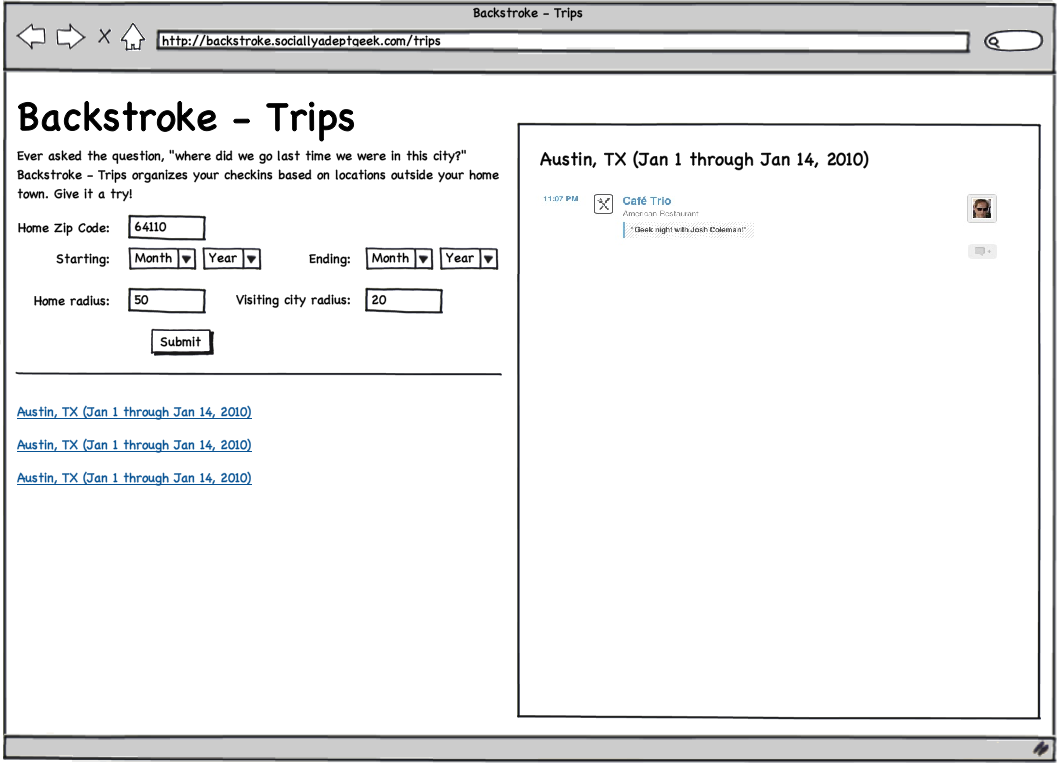 Backstroke - Trips
http://backstroke.sociallyadeptgeek.com/trips
Backstroke - Trips
Ever asked the question, "where did we go last time we were in this city?"
Backstroke - Trips organizes your checkins based on locations outside your home
town. Give it a try!
Home Zip Code: 64110
Starting: Month Year Ending: Month Year
Home radius: 50 Visiting city radius: 20
Submit
Austin, TX (Jan 1 through Jan 14, 2010)
Austin, TX (Jan 1 through Jan 14, 2010)
Austin, TX (Jan 1 through Jan 14, 2010)
Austin, TX (Jan 1 through Jan 14, 2010)
11:07 PM Café Trio
American Restaurant
"Geek night with Josh Coleman!"